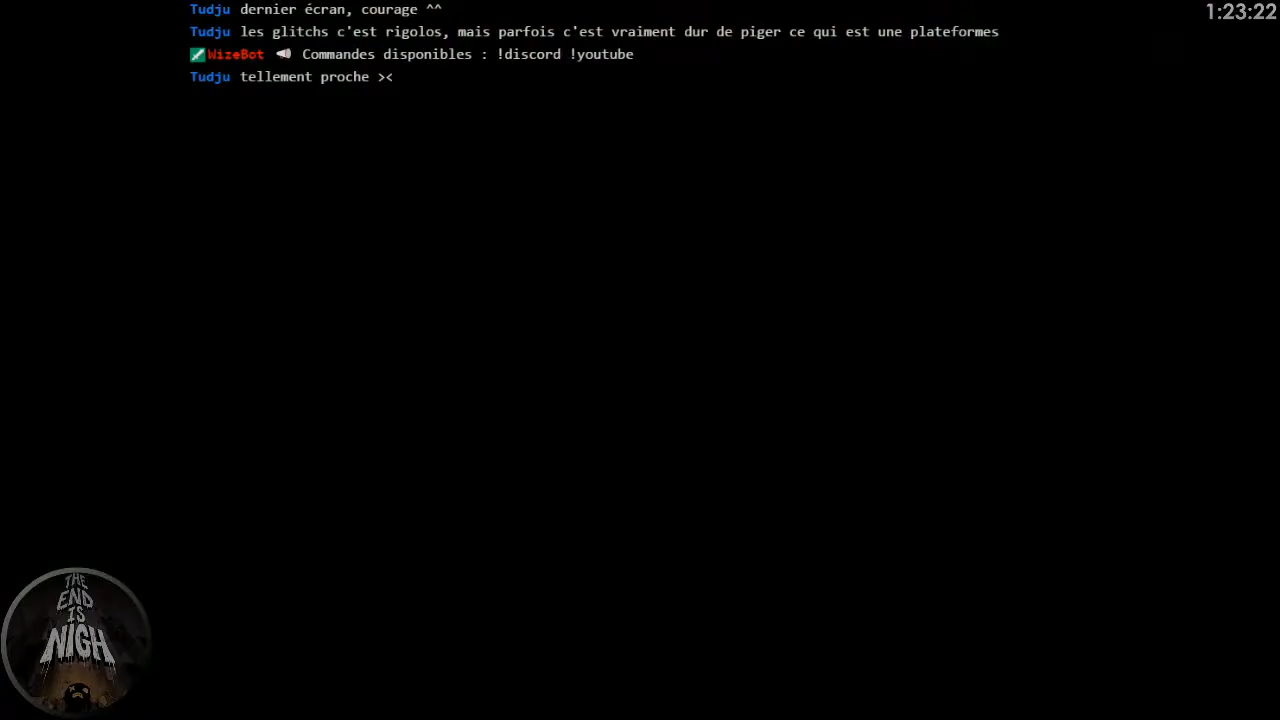 1:23:22
Tudju dernier écran, courage ^^
Tudju les glitchs c'est rigolos, mais parfois c'est vraiment dur de piger ce qui est une plateformes
WizeBot Commandes disponibles : !discord !youtube
Tudju tellement proche ><
THE
END
IS
NIGH